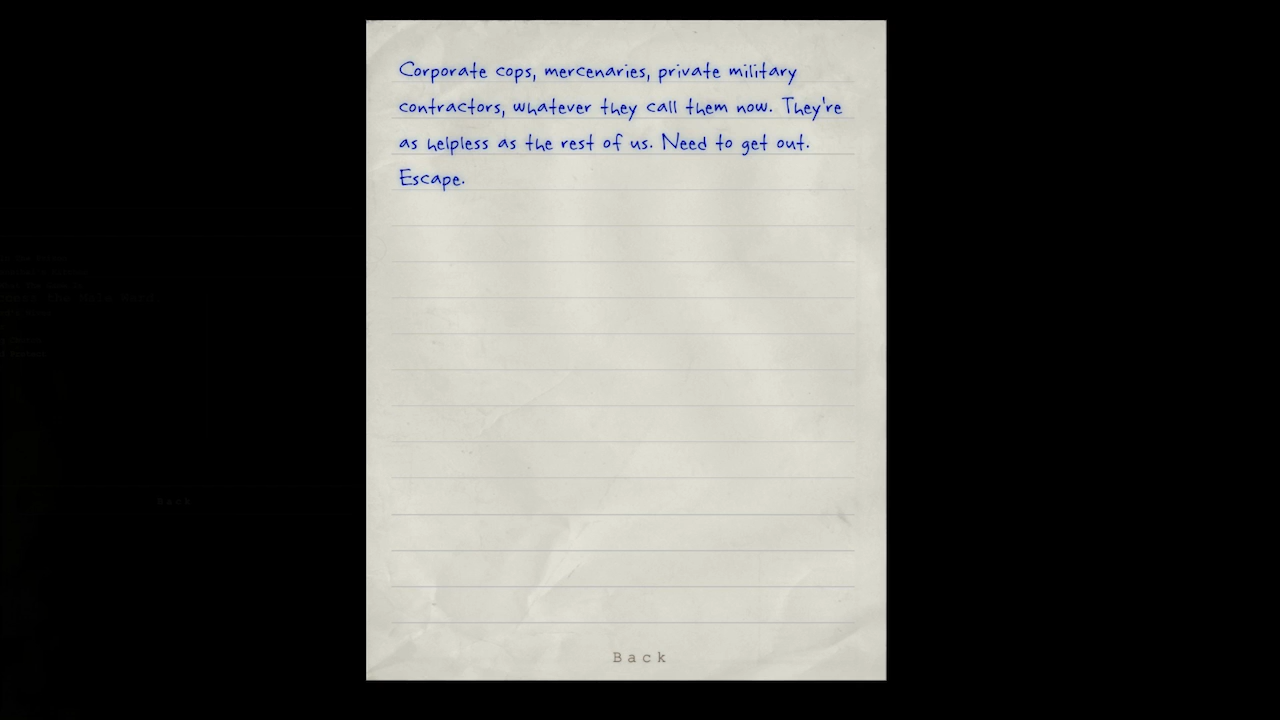 Corporate cops, mercenaries, private military
contractors, whatever they call them now. They're
as helpless as the rest of us. Need to get out.
Escape.
Back
Back